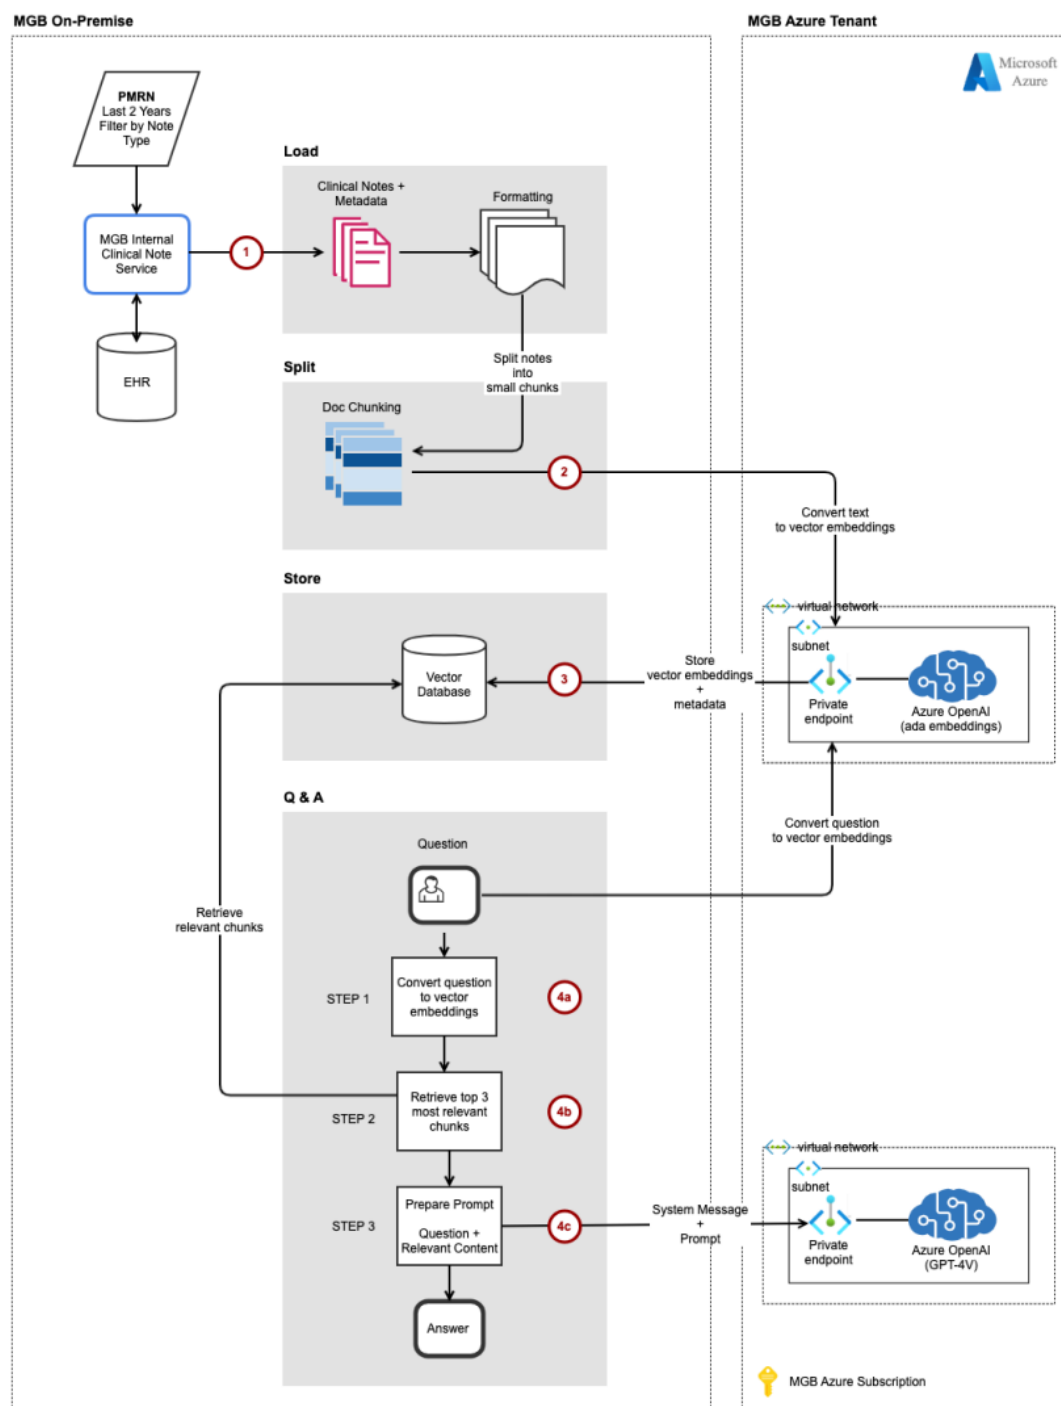 MGB On-Premise
MGB Azure Tenant
Microsoft
Azure
PMRN
Last 2 Years
Filter by Note
Type
Load
Clinical Notes +
Metadata
Formatting
MGB Internal
Clinical Note
Service
1
EHR
Split notes
into
small chunks
Split
Doc Chunking
2
Convert text
to vector embeddings
Store
virtual network
subnet
Vector
Database
3
Store
vector embeddings
+
metadata
Private
endpoint
Azure OpenAI
(ada embeddings)
Q & A
Question
Convert question
to vector embeddings
Retrieve
relevant chunks
STEP 1
Convert question
to vector
embeddings
4a
STEP 2
Retrieve top 3
most relevant
chunks
4b
virtual network
subnet
STEP 3
Prepare Prompt
Question +
Relevant Content
4c
System Message
+
Prompt
Private
endpoint
Azure OpenAI
(GPT-4V)
Answer
MGB Azure Subscription